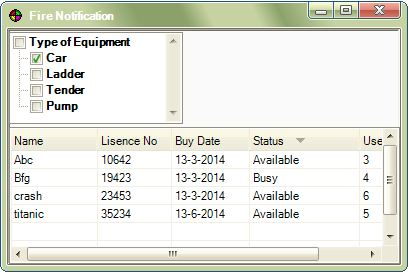 Fire Notification
Type of Equipment
Car
Ladder
Tender
Pump
Name Lisence No Buy Date Status Use
Abc 10642 13-3-2014 Available 3
Bfg 19423 13-3-2014 Busy 4
crash 23453 13-3-2014 Available 6
titanic 35234 13-6-2014 Available 5